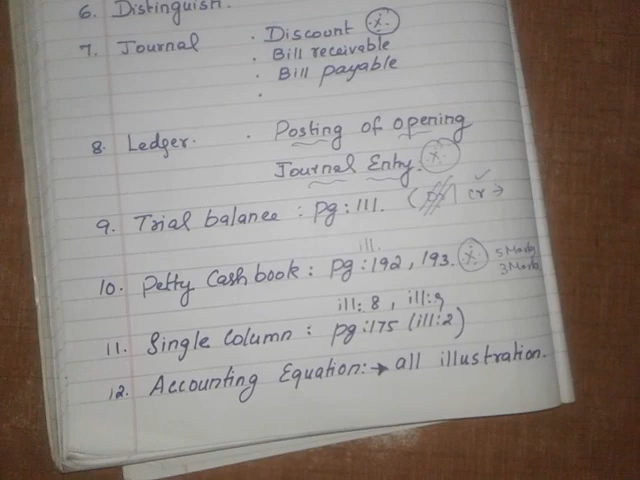 6. Distinguish.
7. Journal . Discount
. Bill receivable
. Bill payable
.
8. Ledger. . Posting of opening
Journal Entry.
9. Trial balance : pg : 111. cr →
ill.
10. Petty Cash book : pg : 192 , 193. 5 Marks
3 Marks
ill: 8 , ill: 9
11. Single Column : pg : 175 (ill: 2)
12. Accounting Equation: → all illustration.